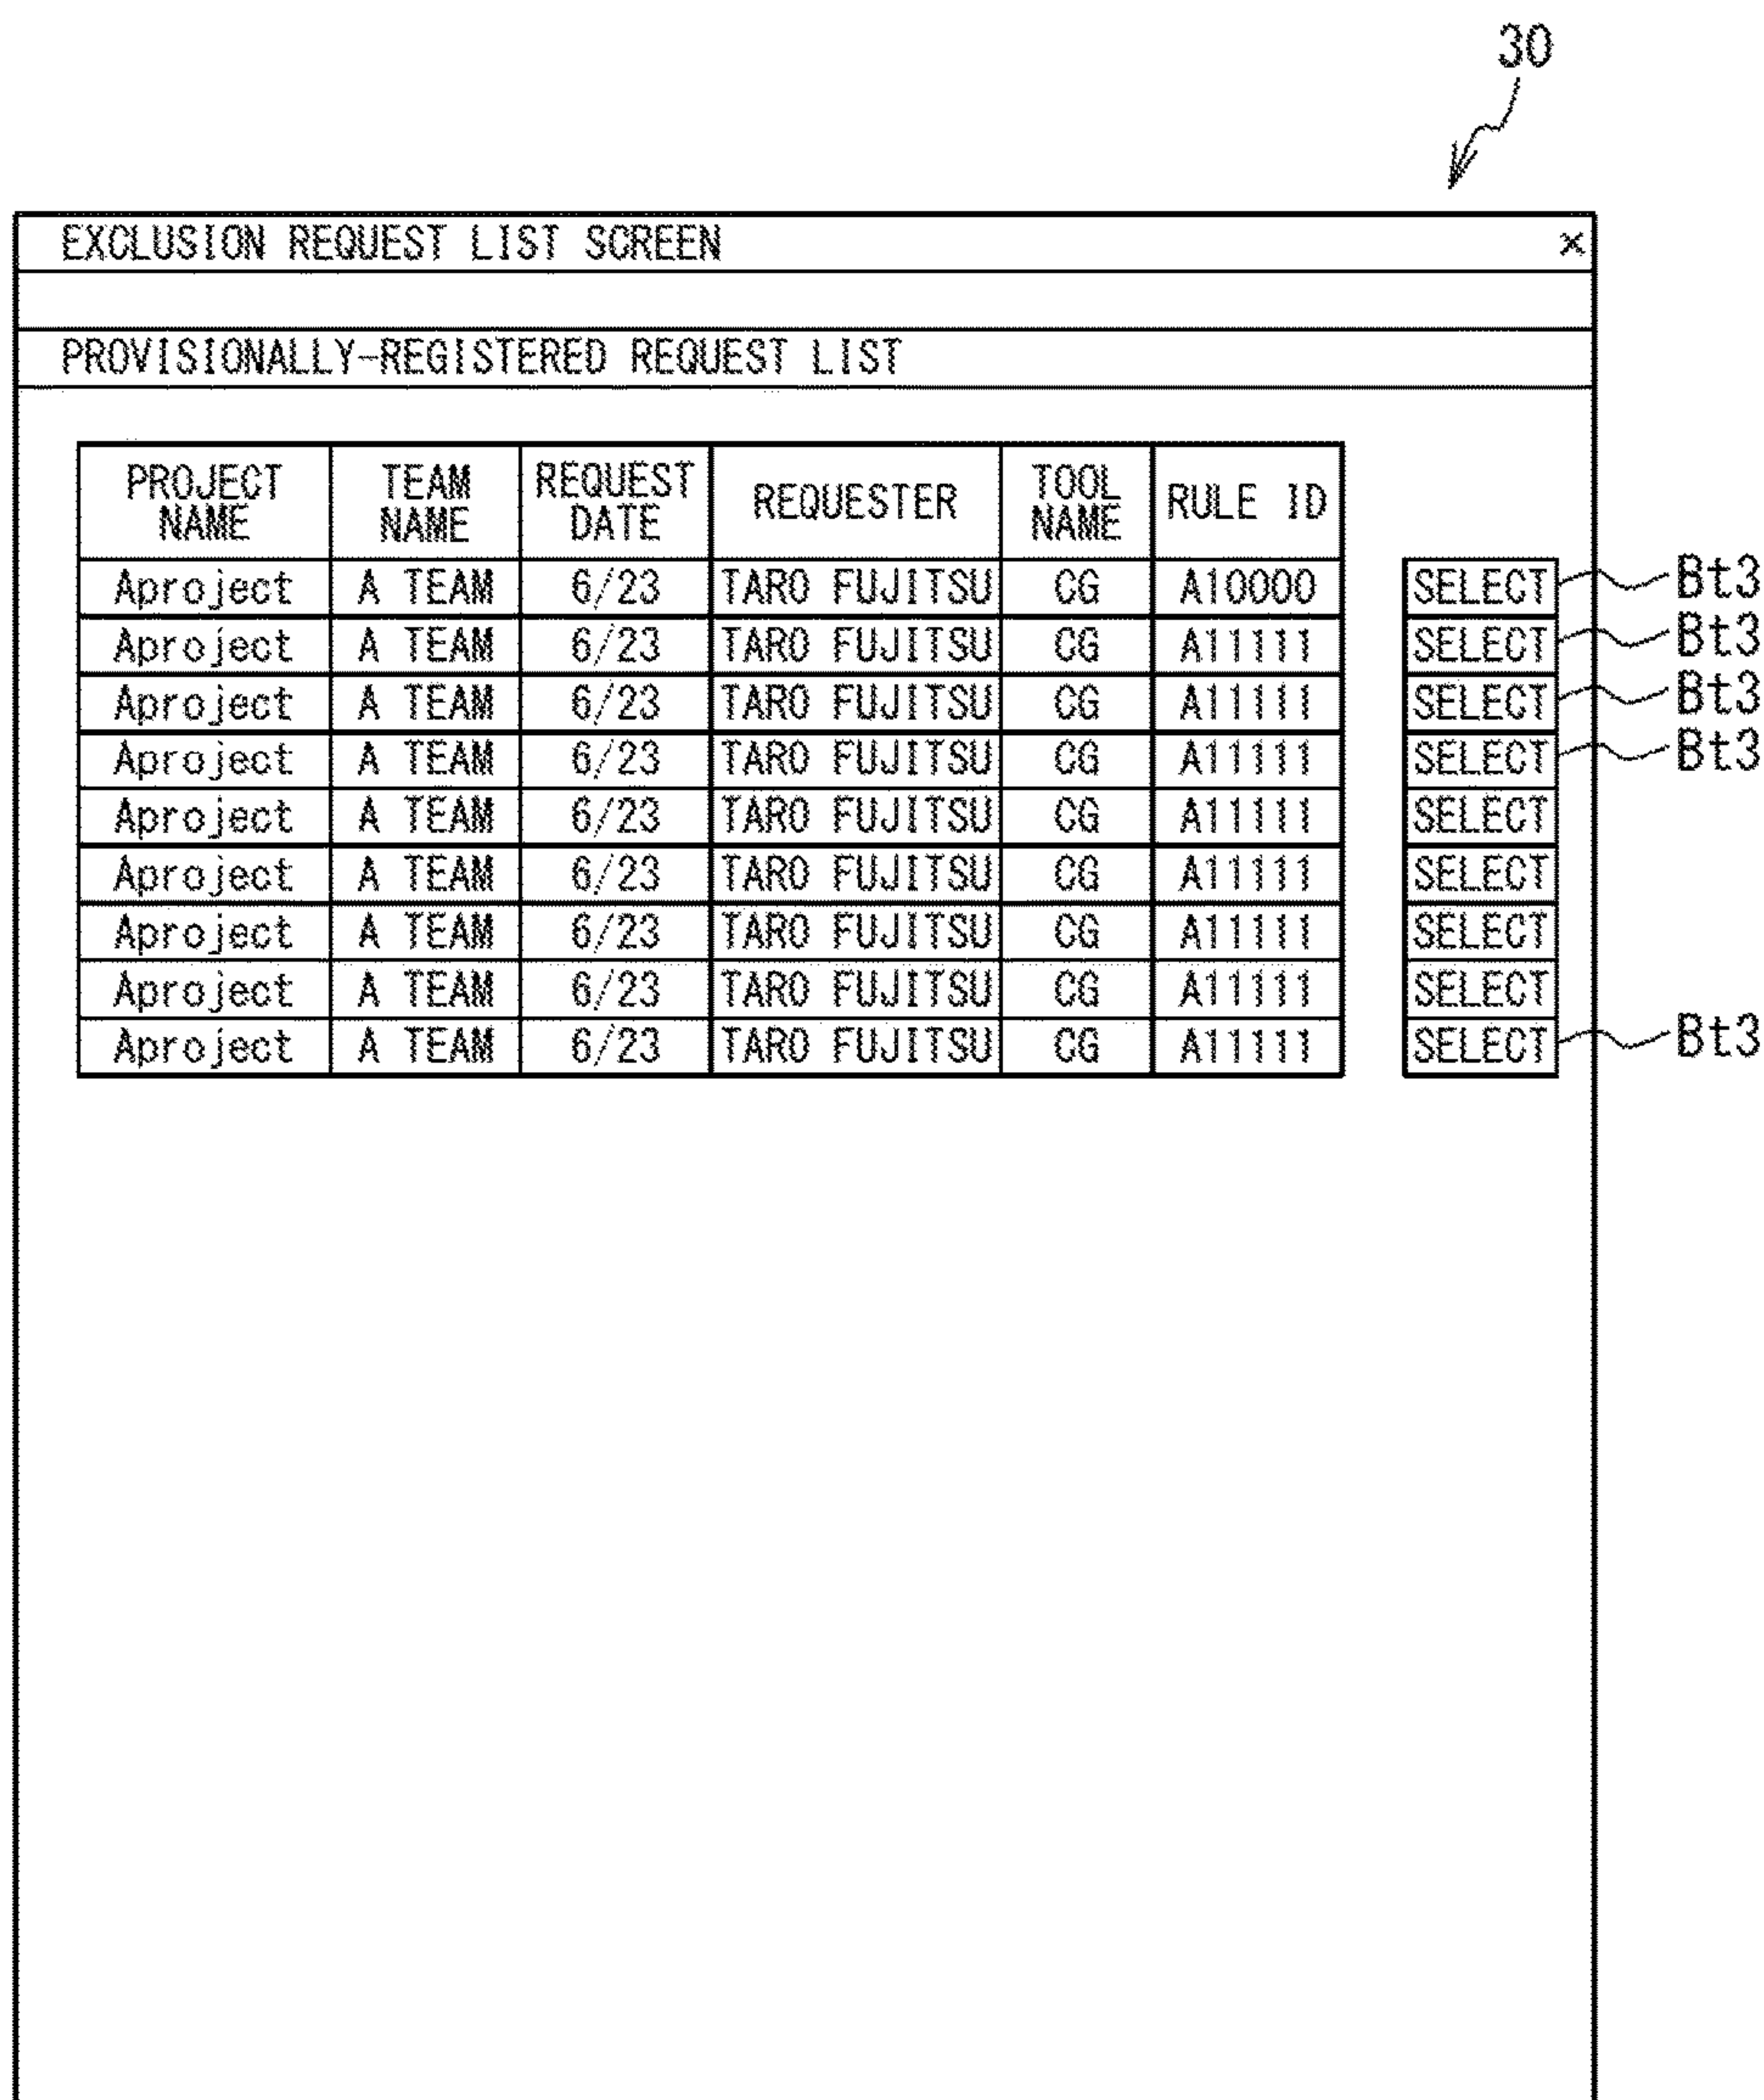 30
EXCLUSION REQUEST LIST SCREEN ×
PROVISIONALLY-REGISTERED REQUEST LIST
PROJECT NAME TEAM NAME REQUEST DATE REQUESTER TOOL NAME RULE ID
Aproject A TEAM 6/23 TARO FUJITSU CG A10000 SELECT Bt3
Aproject A TEAM 6/23 TARO FUJITSU CG A11111 SELECT Bt3
Aproject A TEAM 6/23 TARO FUJITSU CG A11111 SELECT Bt3
Aproject A TEAM 6/23 TARO FUJITSU CG A11111 SELECT Bt3
Aproject A TEAM 6/23 TARO FUJITSU CG A11111 SELECT
Aproject A TEAM 6/23 TARO FUJITSU CG A11111 SELECT
Aproject A TEAM 6/23 TARO FUJITSU CG A11111 SELECT
Aproject A TEAM 6/23 TARO FUJITSU CG A11111 SELECT
Aproject A TEAM 6/23 TARO FUJITSU CG A11111 SELECT Bt3